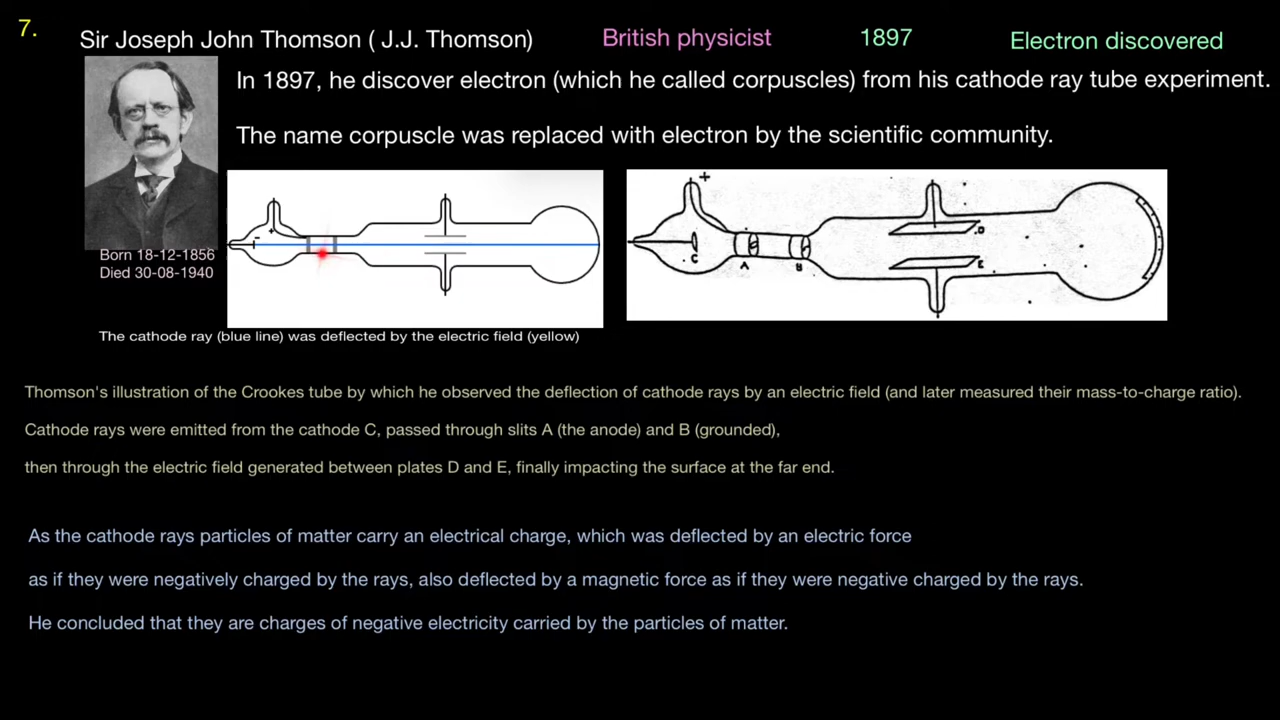 7.
Sir Joseph John Thomson ( J.J. Thomson) British physicist 1897 Electron discovered
In 1897, he discover electron (which he called corpuscles) from his cathode ray tube experiment.
The name corpuscle was replaced with electron by the scientific community.
Born 18-12-1856
Died 30-08-1940
- +
+
C A B D E
The cathode ray (blue line) was deflected by the electric field (yellow)
Thomson's illustration of the Crookes tube by which he observed the deflection of cathode rays by an electric field (and later measured their mass-to-charge ratio).
Cathode rays were emitted from the cathode C, passed through slits A (the anode) and B (grounded),
then through the electric field generated between plates D and E, finally impacting the surface at the far end.
As the cathode rays particles of matter carry an electrical charge, which was deflected by an electric force
as if they were negatively charged by the rays, also deflected by a magnetic force as if they were negative charged by the rays.
He concluded that they are charges of negative electricity carried by the particles of matter.